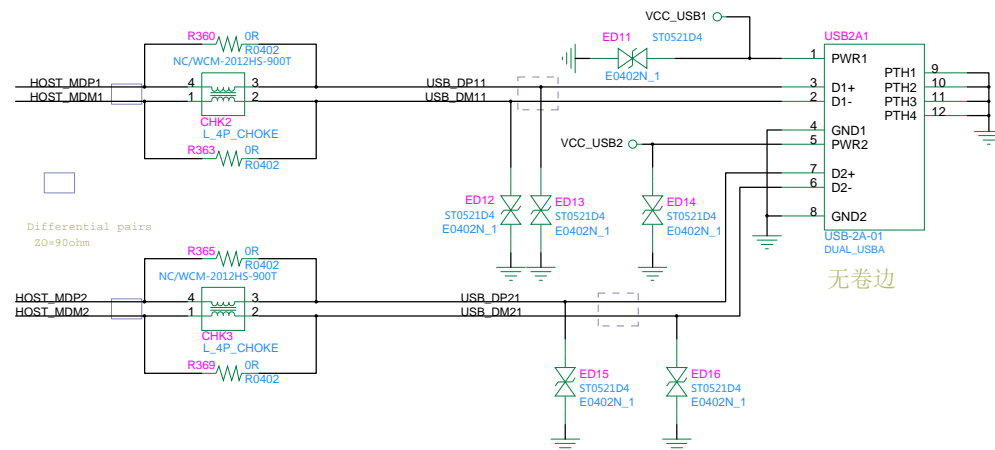 VCC_USB1
R360 0R
R0402
NC/WCM-2012HS-900T
ED11 ST0521D4
E0402N_1
USB2A1
1 PWR1
PTH1 9
PTH2 10
PTH3 11
PTH4 12
HOST_MDP1 4 3 USB_DP11 3 D1+
HOST_MDM1 1 2 USB_DM11 2 D1-
CHK2
L_4P_CHOKE
4 GND1
VCC_USB2 5 PWR2
R363 0R
R0402
7 D2+
6 D2-
ED12
ST0521D4
E0402N_1
ED13
ST0521D4
E0402N_1
ED14
ST0521D4
E0402N_1
8 GND2
USB-2A-01
DUAL_USBA
无卷边
Differential pairs
ZO=90ohm
R365 0R
R0402
NC/WCM-2012HS-900T
HOST_MDP2 4 3 USB_DP21
HOST_MDM2 1 2 USB_DM21
CHK3
L_4P_CHOKE
R369 0R
R0402
ED15
ST0521D4
E0402N_1
ED16
ST0521D4
E0402N_1